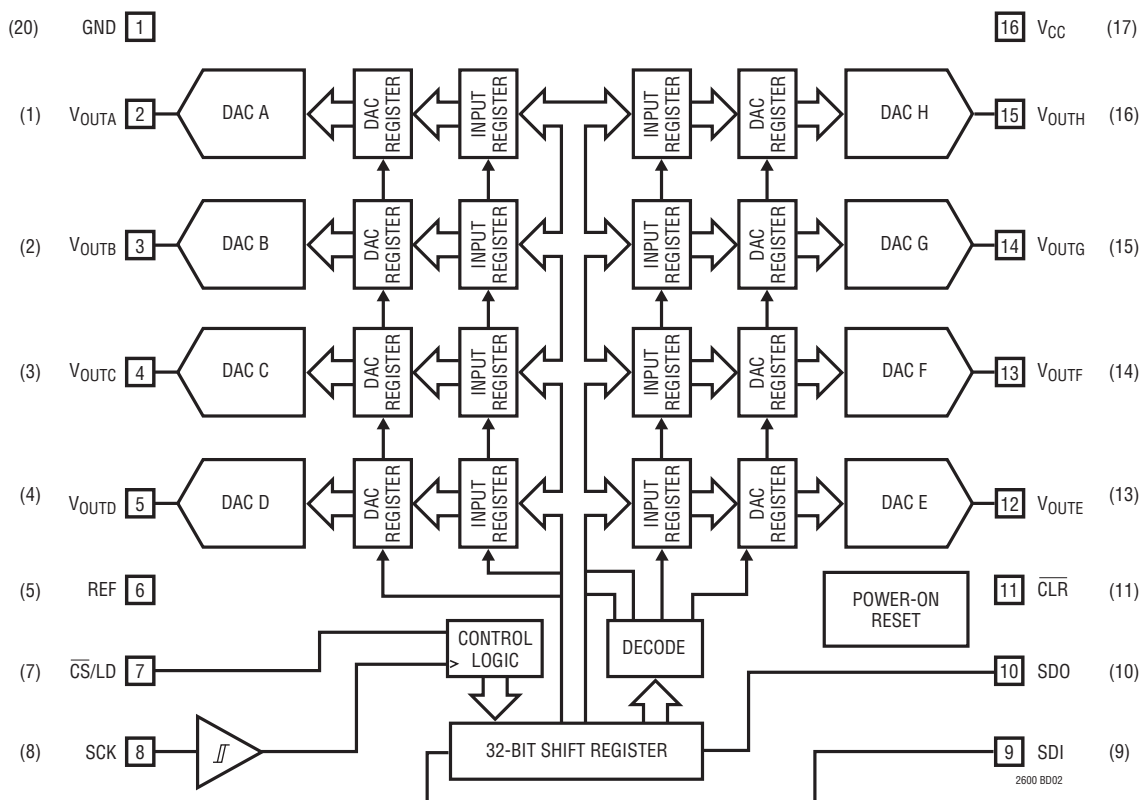 (20) GND 1
16 VCC (17)
(1) VOUTA 2 DAC A DAC REGISTER INPUT REGISTER INPUT REGISTER DAC REGISTER DAC H 15 VOUTH (16)
(2) VOUTB 3 DAC B DAC REGISTER INPUT REGISTER INPUT REGISTER DAC REGISTER DAC G 14 VOUTG (15)
(3) VOUTC 4 DAC C DAC REGISTER INPUT REGISTER INPUT REGISTER DAC REGISTER DAC F 13 VOUTF (14)
(4) VOUTD 5 DAC D DAC REGISTER INPUT REGISTER INPUT REGISTER DAC REGISTER DAC E 12 VOUTE (13)
(5) REF 6
POWER-ON
RESET
11 C̅L̅R̅ (11)
(7) C̅S̅/LD 7
CONTROL
LOGIC
DECODE
10 SDO (10)
(8) SCK 8
32-BIT SHIFT REGISTER
9 SDI (9)
2600 BD02